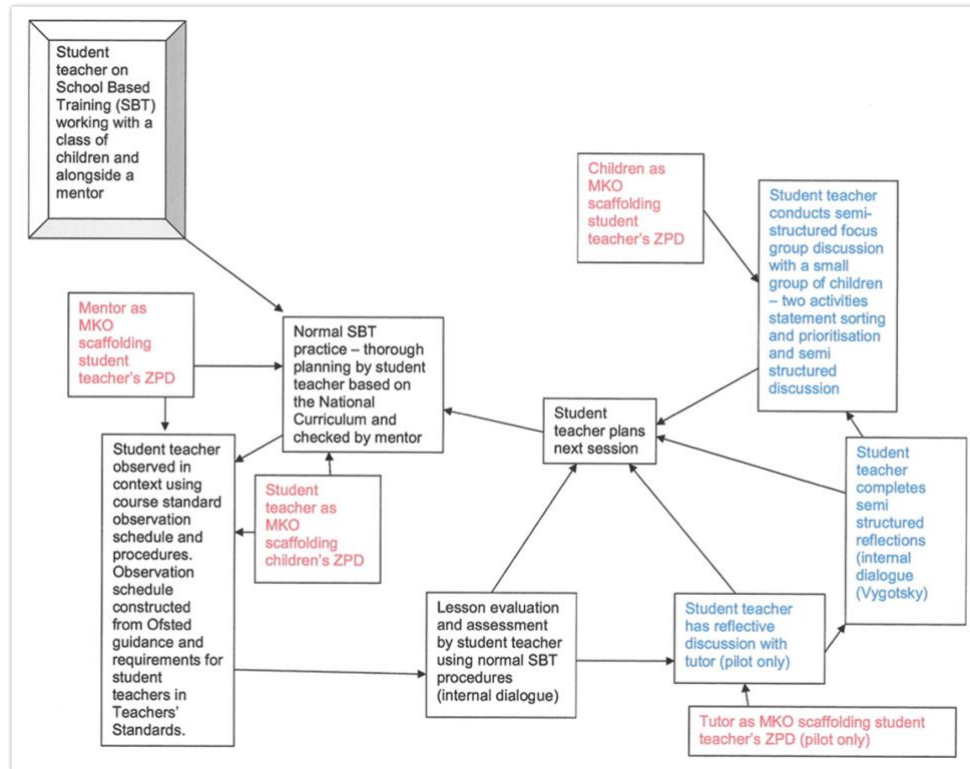 Student
teacher on
School Based
Training (SBT)
working with a
class of
children and
alongside a
mentor
Children as
MKO
scaffolding
student
teacher's ZPD
Student teacher
conducts semi-
structured focus
group discussion
with a small
group of children
– two activities
statement sorting
and prioritisation
and semi
structured
discussion
Mentor as
MKO
scaffolding
student
teacher's ZPD
Normal SBT
practice – thorough
planning by student
teacher based on
the National
Curriculum and
checked by mentor
Student
teacher plans
next session
Student teacher
observed in
context using
course standard
observation
schedule and
procedures.
Observation
schedule
constructed
from Ofsted
guidance and
requirements for
student
teachers in
Teachers'
Standards.
Student
teacher as
MKO
scaffolding
children's ZPD
Student
teacher
completes
semi
structured
reflections
(internal
dialogue
(Vygotsky)
Lesson evaluation
and assessment
by student teacher
using normal SBT
procedures
(internal dialogue)
Student teacher
has reflective
discussion with
tutor (pilot only)
Tutor as MKO scaffolding student
teacher's ZPD (pilot only)